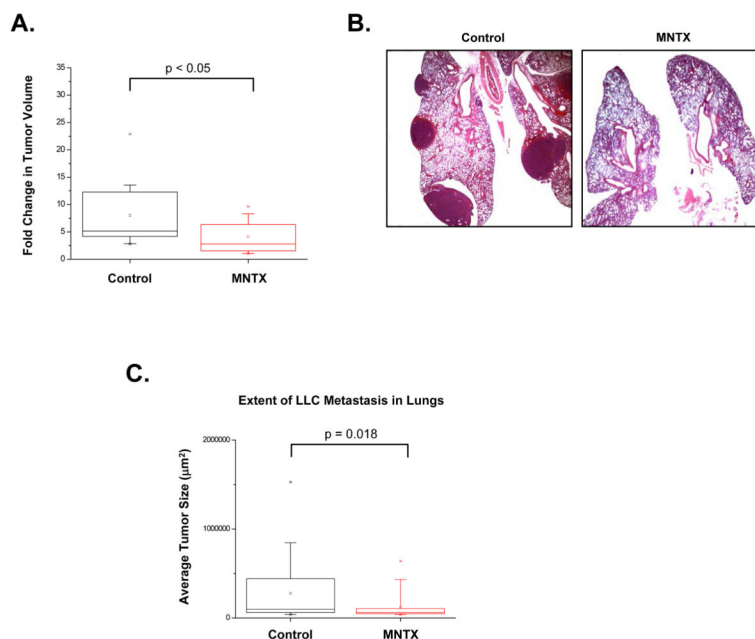 A.
p < 0.05
Fold Change in Tumor Volume
35
30
25
20
15
10
5
0
Control
MNTX
B.
Control
MNTX
C.
Extent of LLC Metastasis in Lungs
p = 0.018
Average Tumor Size (μm²)
2000000
1000000
0
Control
MNTX